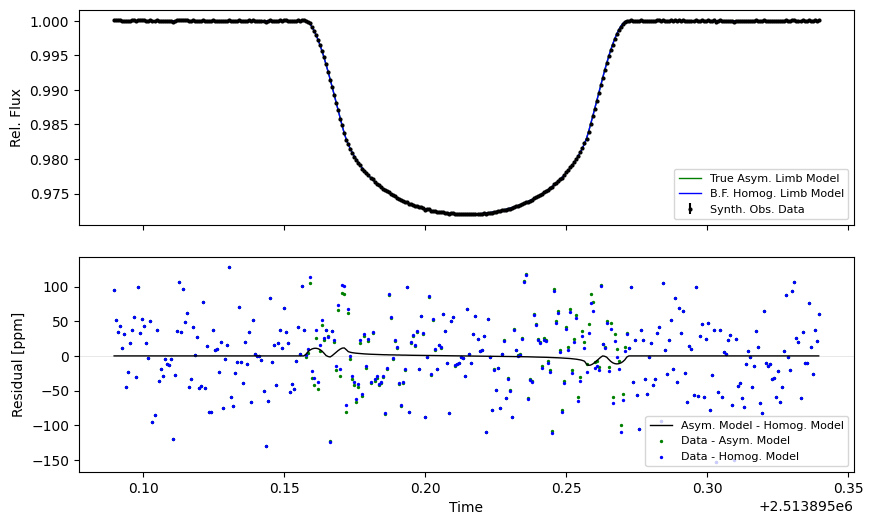 1.000
0.995
0.990
0.985
0.980
0.975
Rel. Flux
True Asym. Limb Model
B.F. Homog. Limb Model
Synth. Obs. Data
100
50
0
−50
−100
−150
Residual [ppm]
Asym. Model - Homog. Model
Data - Asym. Model
Data - Homog. Model
0.10
0.15
0.20
0.25
0.30
0.35
Time
+2.513895e6